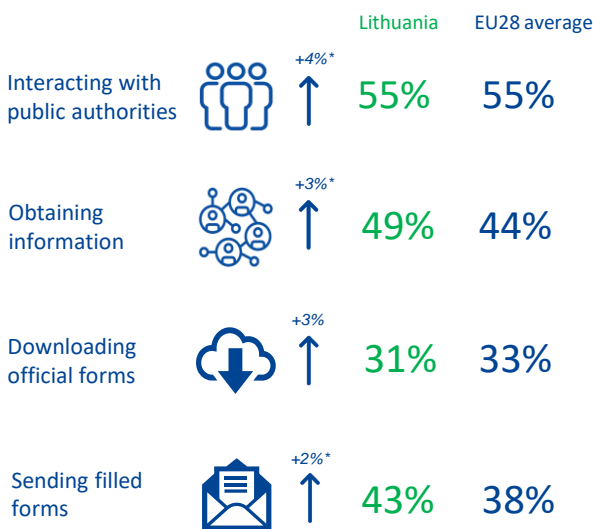 Lithuania EU28 average
+4%*
Interacting with
public authorities
55% 55%
+3%*
Obtaining
information
49% 44%
+3%
Downloading
official forms
31% 33%
+2%*
Sending filled
forms
43% 38%